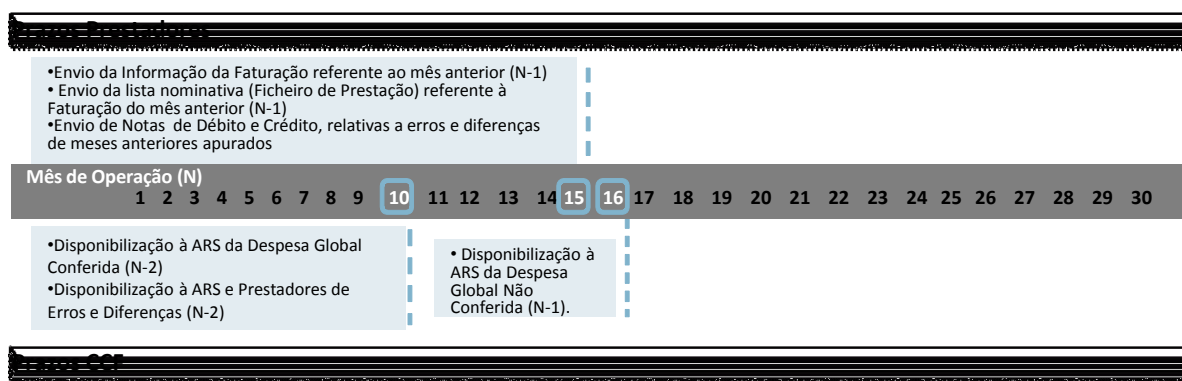 Prazos Prestadores
•Envio da Informação da Faturação referente ao mês anterior (N-1)
• Envio da lista nominativa (Ficheiro de Prestação) referente à
Faturação do mês anterior (N-1)
•Envio de Notas de Débito e Crédito, relativas a erros e diferenças
de meses anteriores apurados
Mês de Operação (N)
1 2 3 4 5 6 7 8 9 10 11 12 13 14 15 16 17 18 19 20 21 22 23 24 25 26 27 28 29 30
•Disponibilização à ARS da Despesa Global
Conferida (N-2)
•Disponibilização à ARS e Prestadores de
Erros e Diferenças (N-2)
• Disponibilização à
ARS da Despesa
Global Não
Conferida (N-1).
Prazos CCF